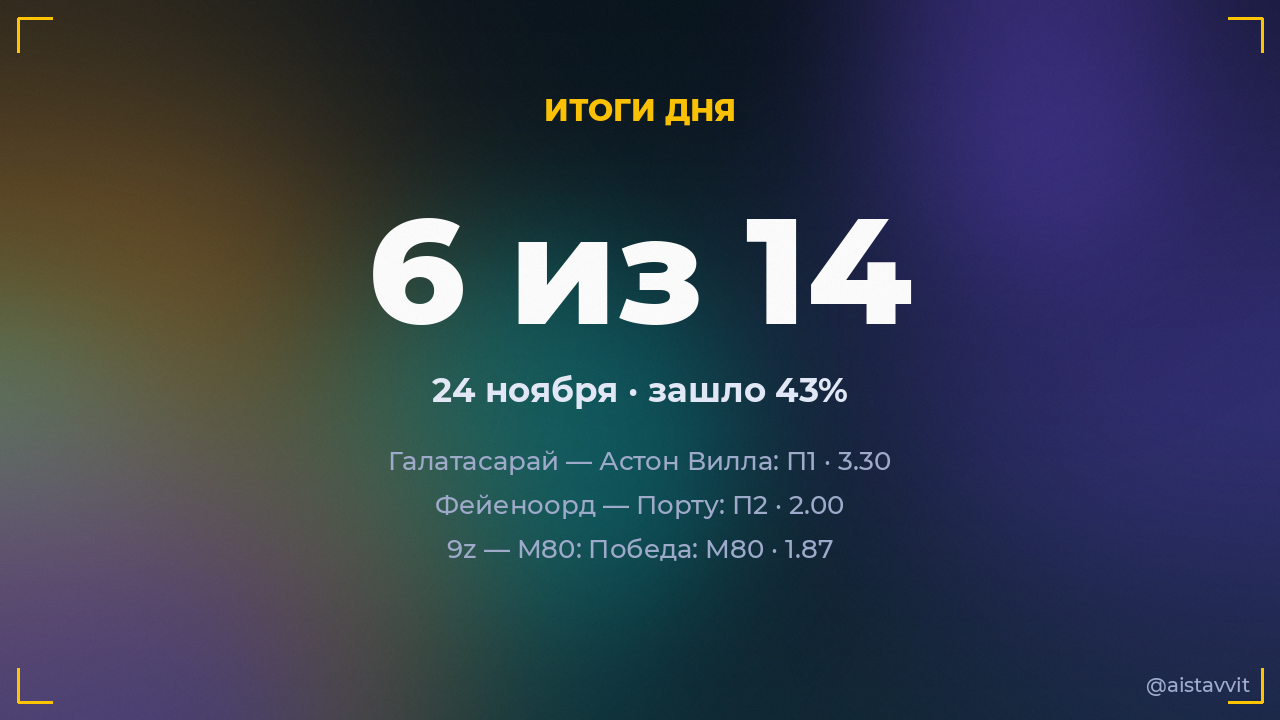 ИТОГИ ДНЯ
6 из 14
24 ноября · зашло 43%
Галатасарай — Астон Вилла: П1 · 3.30
Фейеноорд — Порту: П2 · 2.00
9z — M80: Победа: M80 · 1.87
@aistavvit